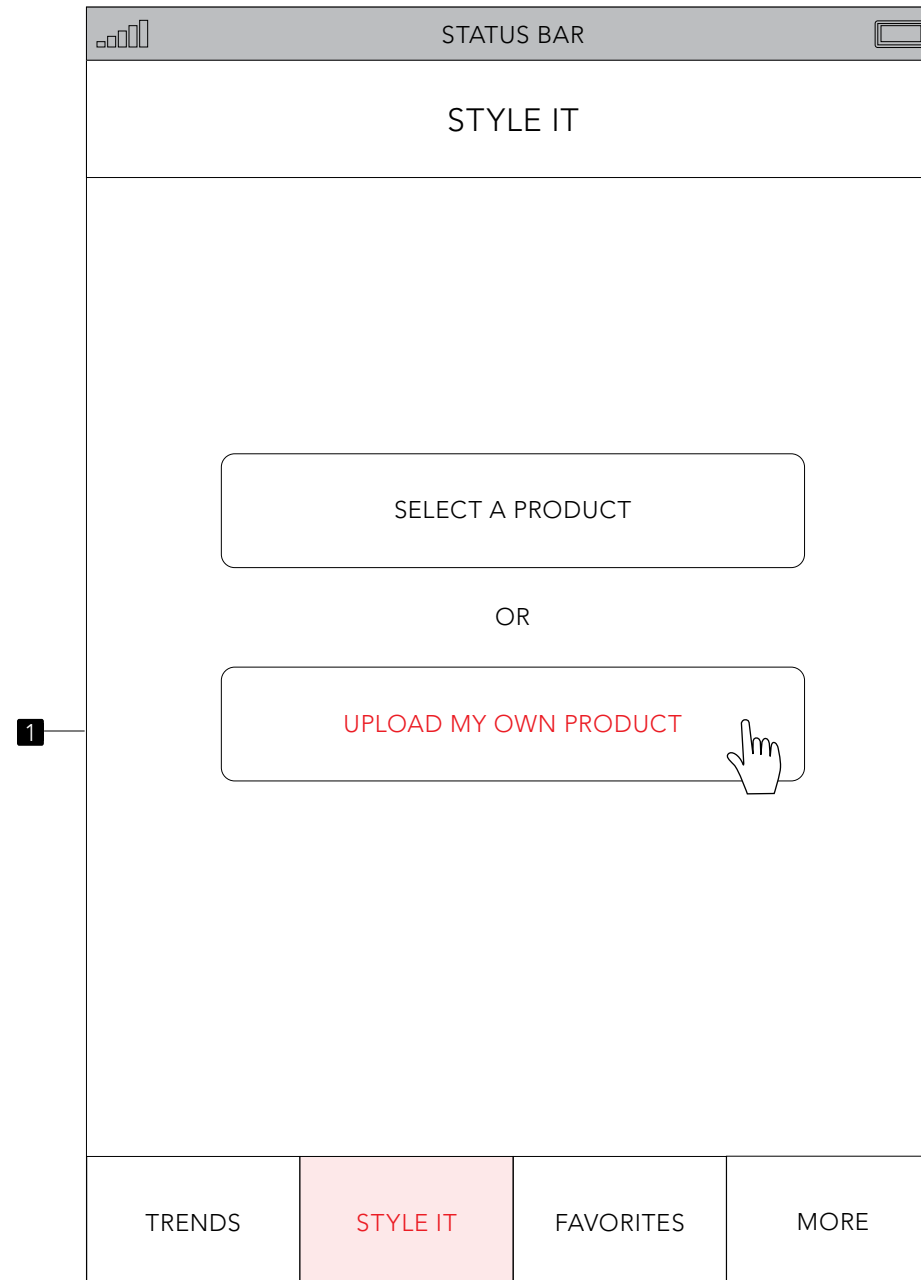 STATUS BAR
STYLE IT
SELECT A PRODUCT
OR
1
UPLOAD MY OWN PRODUCT
TRENDS
STYLE IT
FAVORITES
MORE